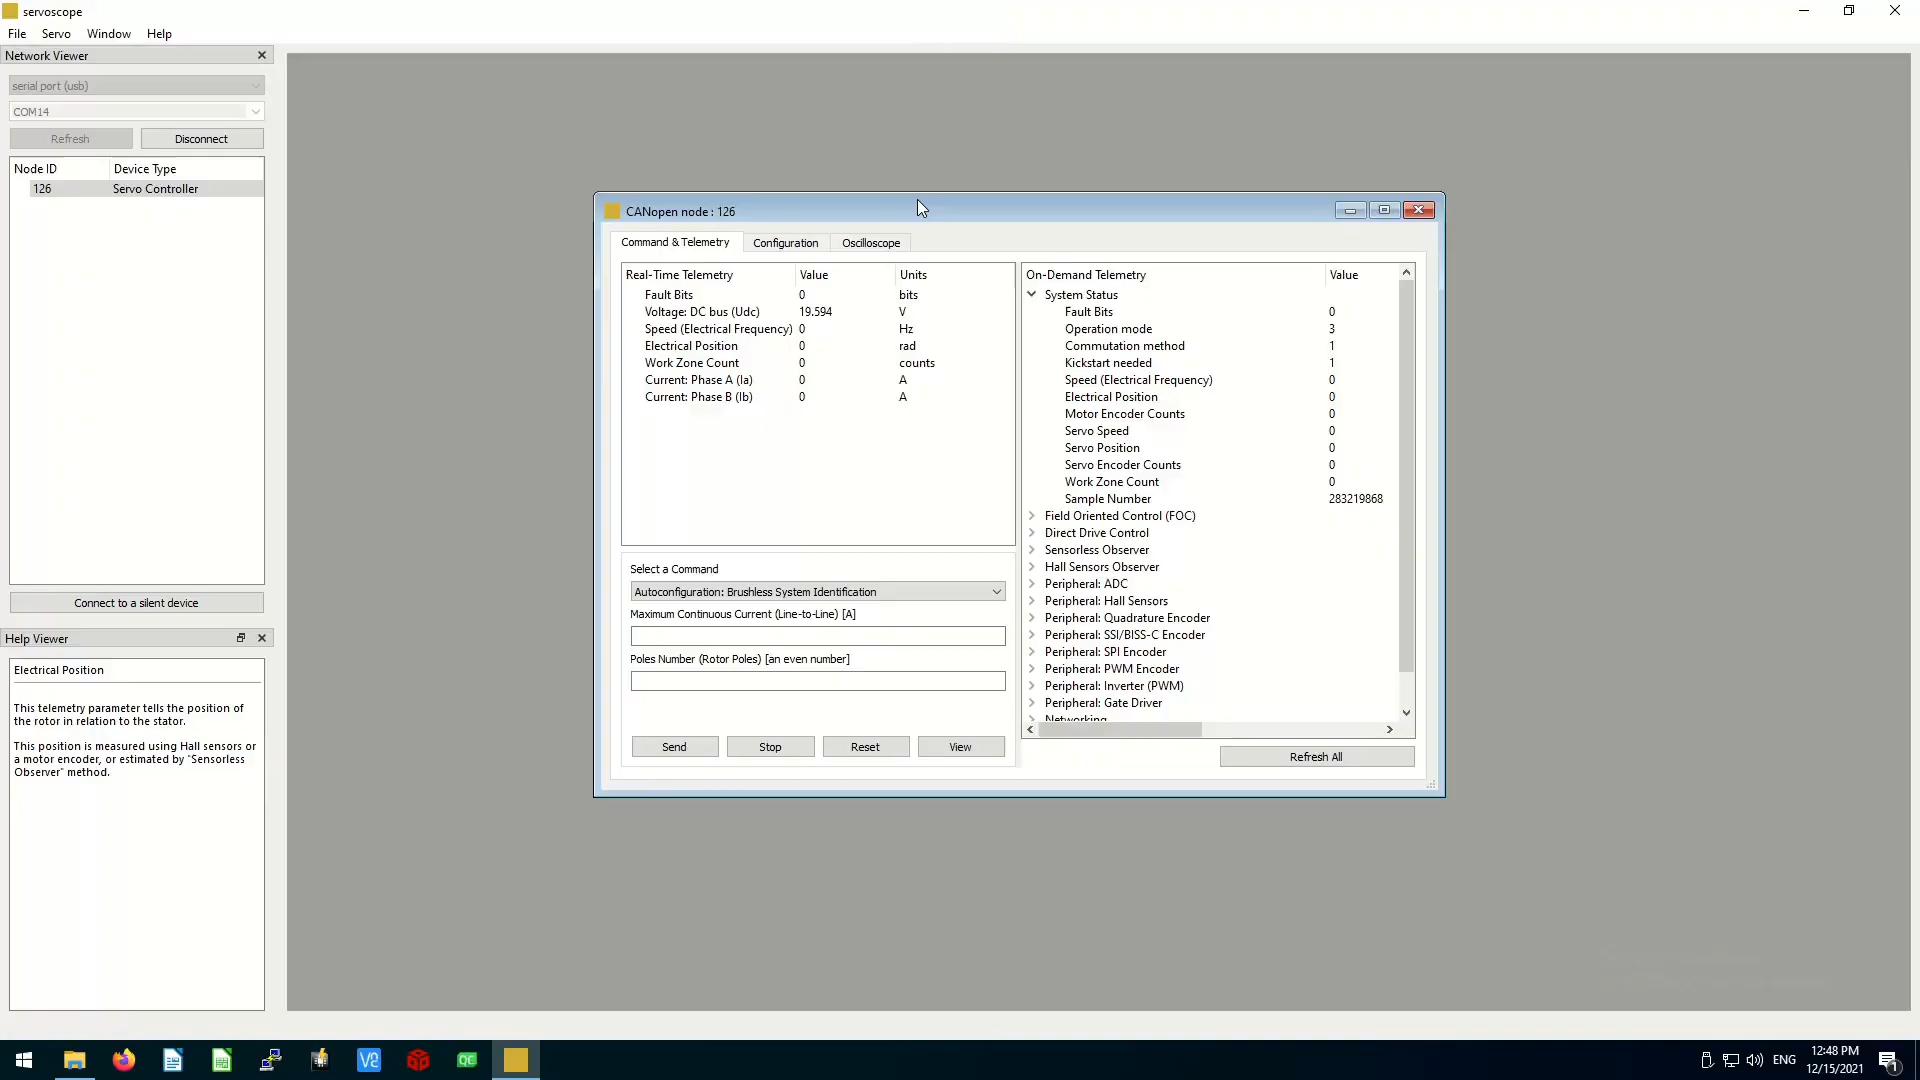 servoscope
File Servo Window Help
Network Viewer
serial port (usb)
COM14
Refresh Disconnect
Node ID Device Type
126 Servo Controller
Connect to a silent device
Help Viewer
Electrical Position
This telemetry parameter tells the position of
the rotor in relation to the stator.
This position is measured using Hall sensors or
a motor encoder, or estimated by "Sensorless
Observer" method.
CANopen node : 126
Command & Telemetry Configuration Oscilloscope
Real-Time Telemetry Value Units
Fault Bits 0 bits
Voltage: DC bus (Udc) 19.594 V
Speed (Electrical Frequency) 0 Hz
Electrical Position 0 rad
Work Zone Count 0 counts
Current: Phase A (Ia) 0 A
Current: Phase B (Ib) 0 A
Select a Command
Autoconfiguration: Brushless System Identification
Maximum Continuous Current (Line-to-Line) [A]
Poles Number (Rotor Poles) [an even number]
Send Stop Reset View
On-Demand Telemetry Value
System Status
Fault Bits 0
Operation mode 3
Commutation method 1
Kickstart needed 1
Speed (Electrical Frequency) 0
Electrical Position 0
Motor Encoder Counts 0
Servo Speed 0
Servo Position 0
Servo Encoder Counts 0
Work Zone Count 0
Sample Number 283219868
Field Oriented Control (FOC)
Direct Drive Control
Sensorless Observer
Hall Sensors Observer
Peripheral: ADC
Peripheral: Hall Sensors
Peripheral: Quadrature Encoder
Peripheral: SSI/BISS-C Encoder
Peripheral: SPI Encoder
Peripheral: PWM Encoder
Peripheral: Inverter (PWM)
Peripheral: Gate Driver
Networking
Refresh All
QC
ENG
12:48 PM
12/15/2021
1